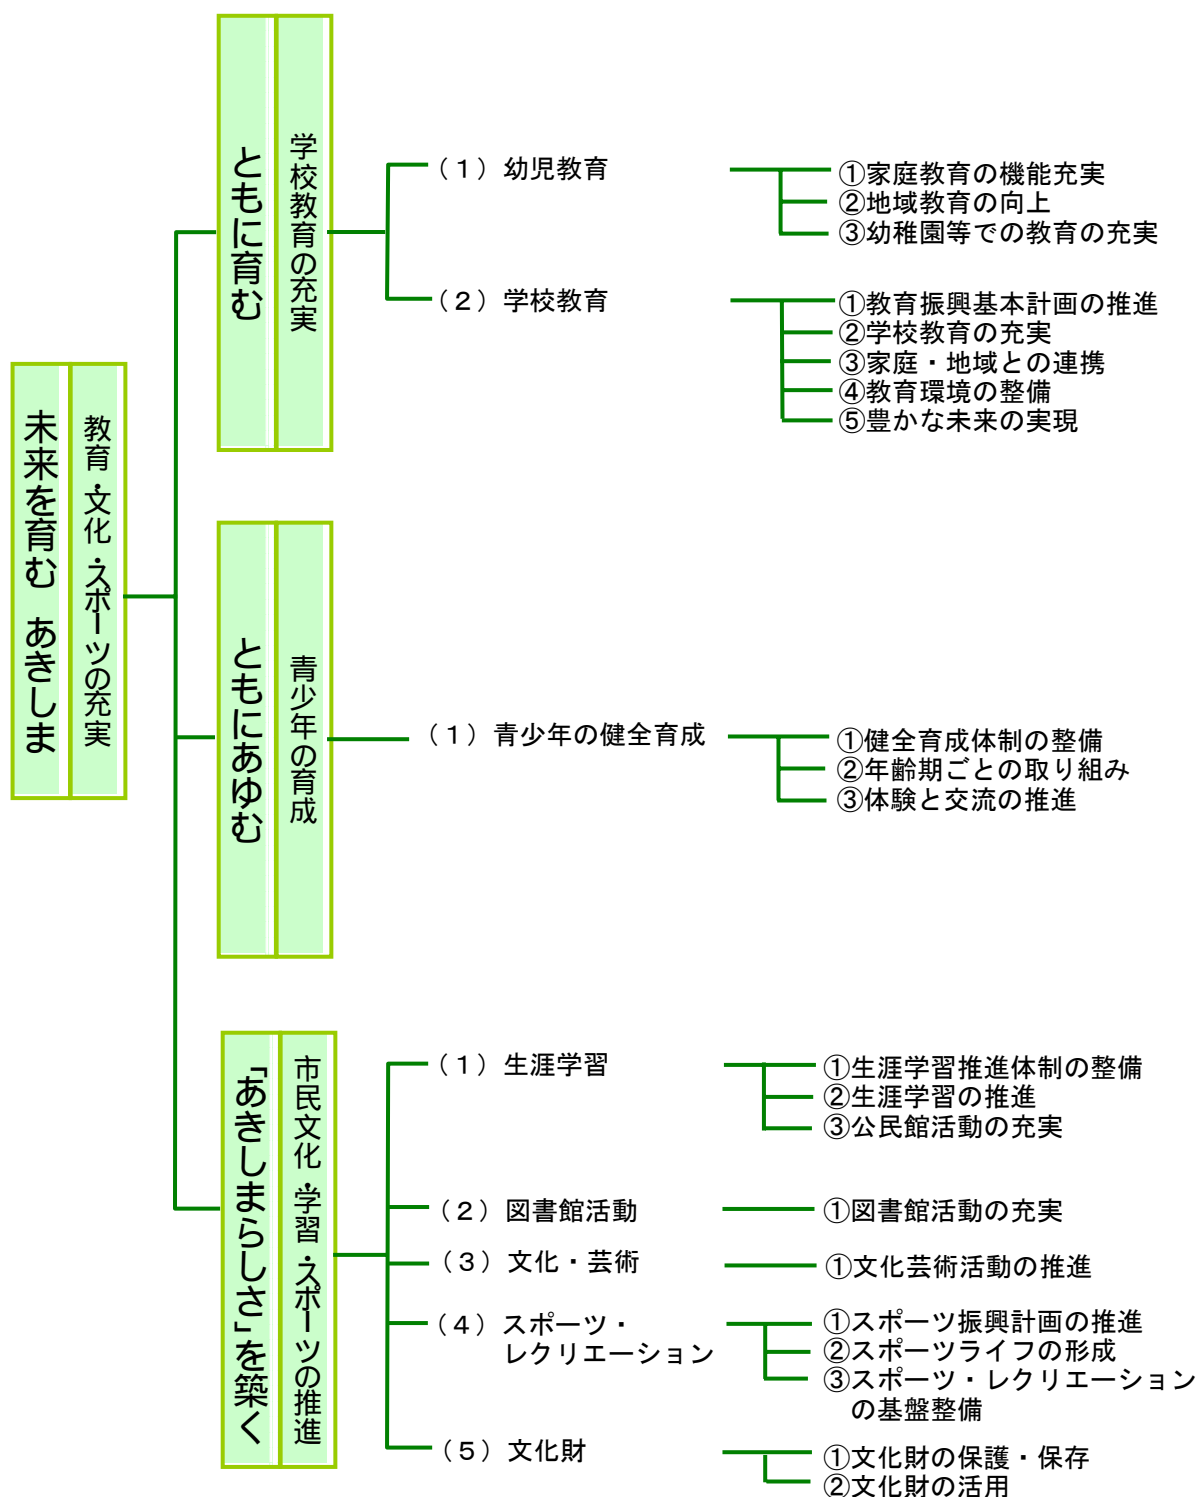 未来を育む　あきしま
教育・文化・スポーツの充実
ともに育む
学校教育の充実
（１）幼児教育
①家庭教育の機能充実
②地域教育の向上
③幼稚園等での教育の充実
（２）学校教育
①教育振興基本計画の推進
②学校教育の充実
③家庭・地域との連携
④教育環境の整備
⑤豊かな未来の実現
ともにあゆむ
青少年の育成
（１）青少年の健全育成
①健全育成体制の整備
②年齢期ごとの取り組み
③体験と交流の推進
「あきしまらしさ」を築く
市民文化・学習・スポーツの推進
（１）生涯学習
①生涯学習推進体制の整備
②生涯学習の推進
③公民館活動の充実
（２）図書館活動
①図書館活動の充実
（３）文化・芸術
①文化芸術活動の推進
（４）スポーツ・
レクリエーション
①スポーツ振興計画の推進
②スポーツライフの形成
③スポーツ・レクリエーション
の基盤整備
（５）文化財
①文化財の保護・保存
②文化財の活用